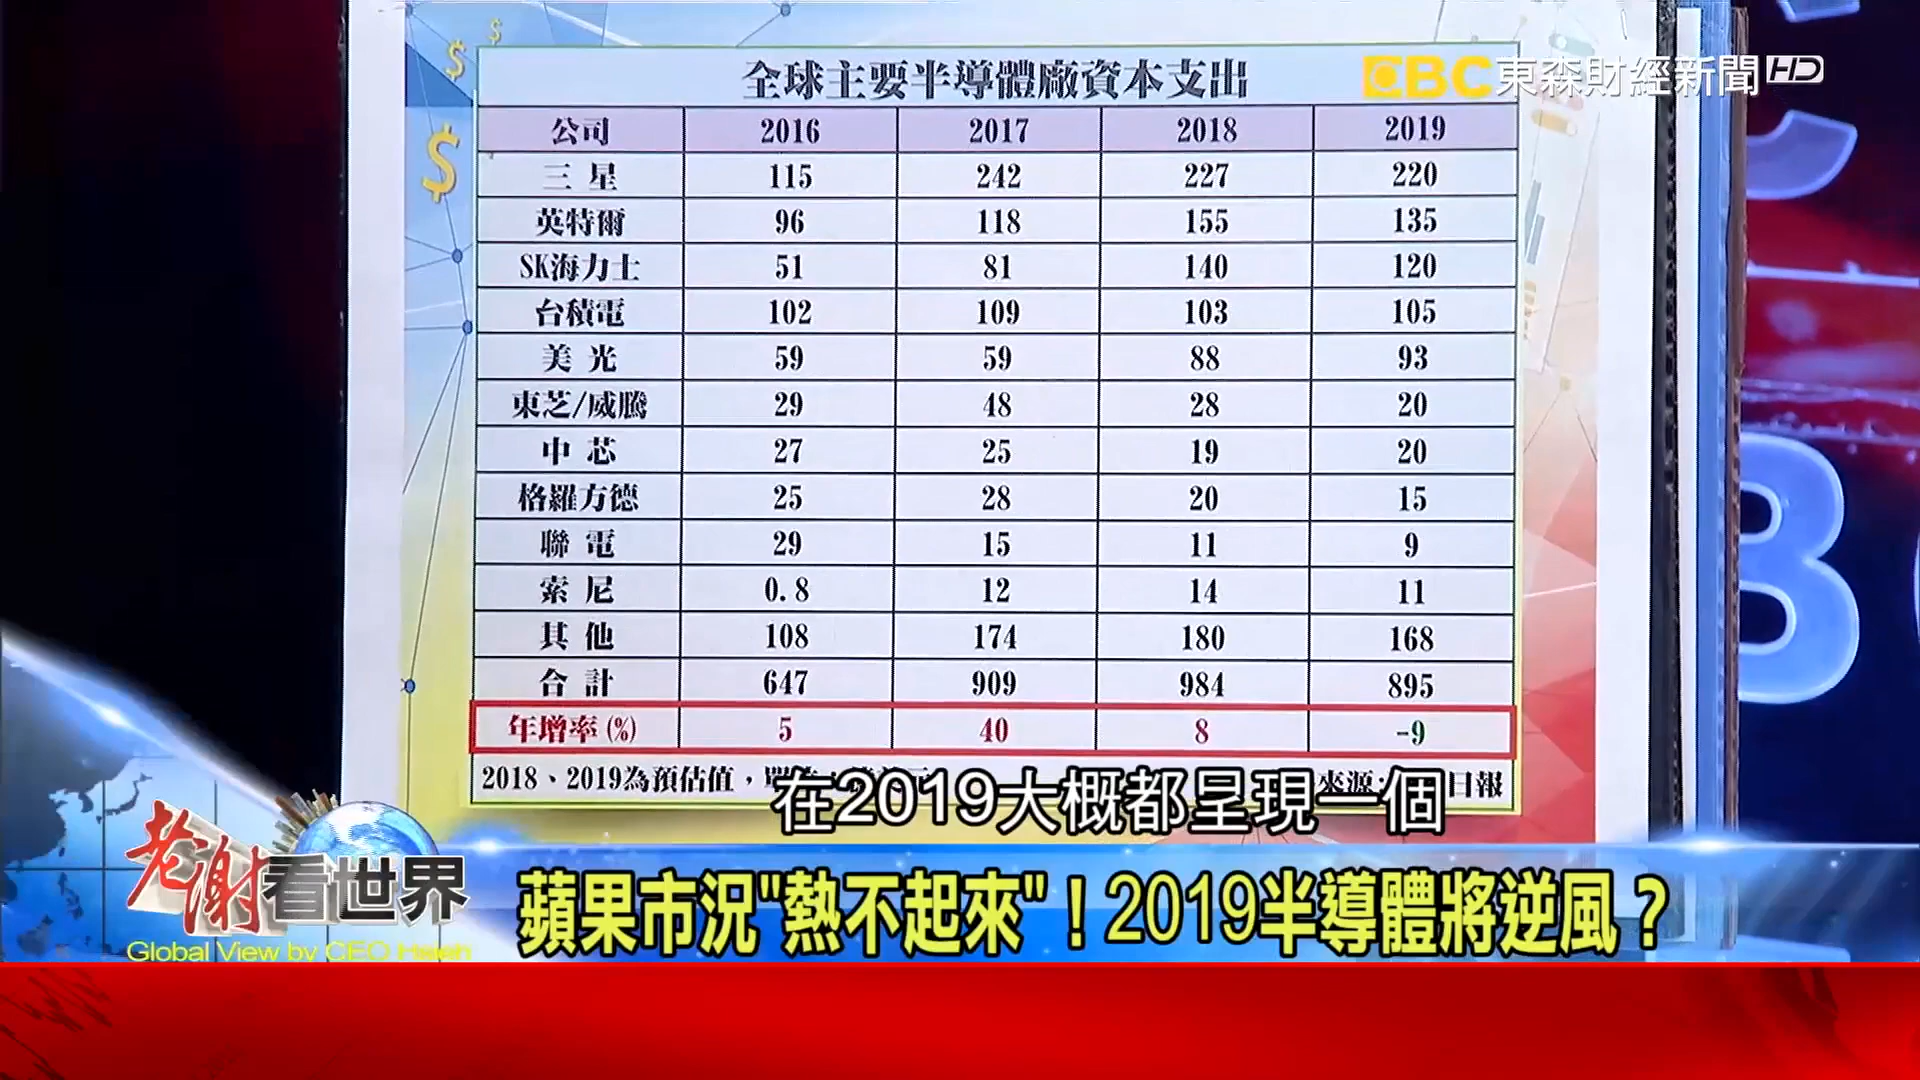 全球主要半導體廠資本支出
EBC東森財經新聞HD
公司 2016 2017 2018 2019
三星 115 242 227 220
英特爾 96 118 155 135
SK海力士 51 81 140 120
台積電 102 109 103 105
美光 59 59 88 93
東芝/威騰 29 48 28 20
中芯 27 25 19 20
格羅方德 25 28 20 15
聯電 29 15 11 9
索尼 0.8 12 14 11
其他 108 174 180 168
合計 647 909 984 895
年增率(%) 5 40 8 -9
2018、2019為預估值，
來源:
日報
在2019大概都呈現一個
老謝看世界
Global View by CEO Hsieh
蘋果市況"熱不起來"！2019半導體將逆風？